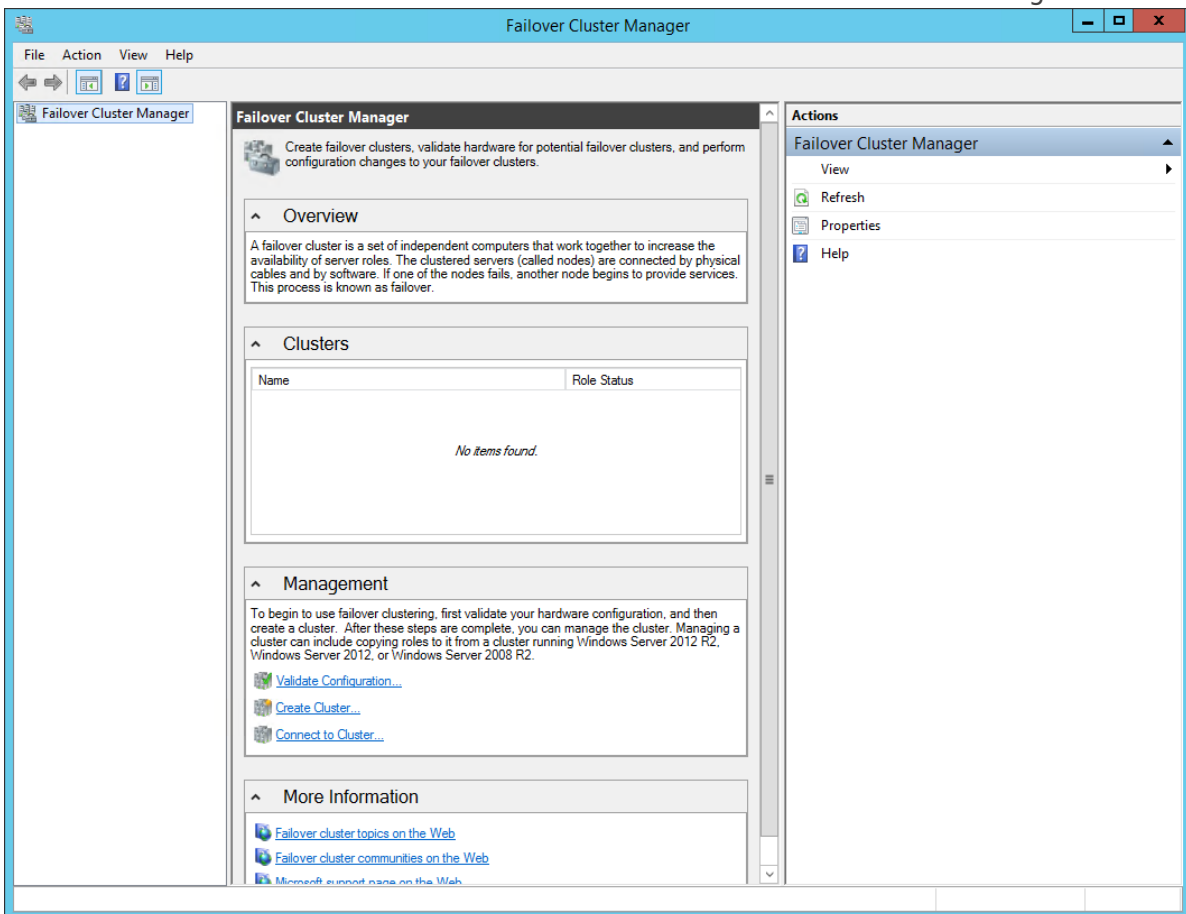 Failover Cluster Manager
File Action View Help
Failover Cluster Manager
Failover Cluster Manager
Create failover clusters, validate hardware for potential failover clusters, and perform
configuration changes to your failover clusters.
Overview
A failover cluster is a set of independent computers that work together to increase the
availability of server roles. The clustered servers (called nodes) are connected by physical
cables and by software. If one of the nodes fails, another node begins to provide services.
This process is known as failover.
Clusters
Name Role Status
No items found.
Management
To begin to use failover clustering, first validate your hardware configuration, and then
create a cluster. After these steps are complete, you can manage the cluster. Managing a
cluster can include copying roles to it from a cluster running Windows Server 2012 R2,
Windows Server 2012, or Windows Server 2008 R2.
Validate Configuration...
Create Cluster...
Connect to Cluster...
More Information
Failover cluster topics on the Web
Failover cluster communities on the Web
Microsoft support page on the Web
Actions
Failover Cluster Manager
View
Refresh
Properties
Help